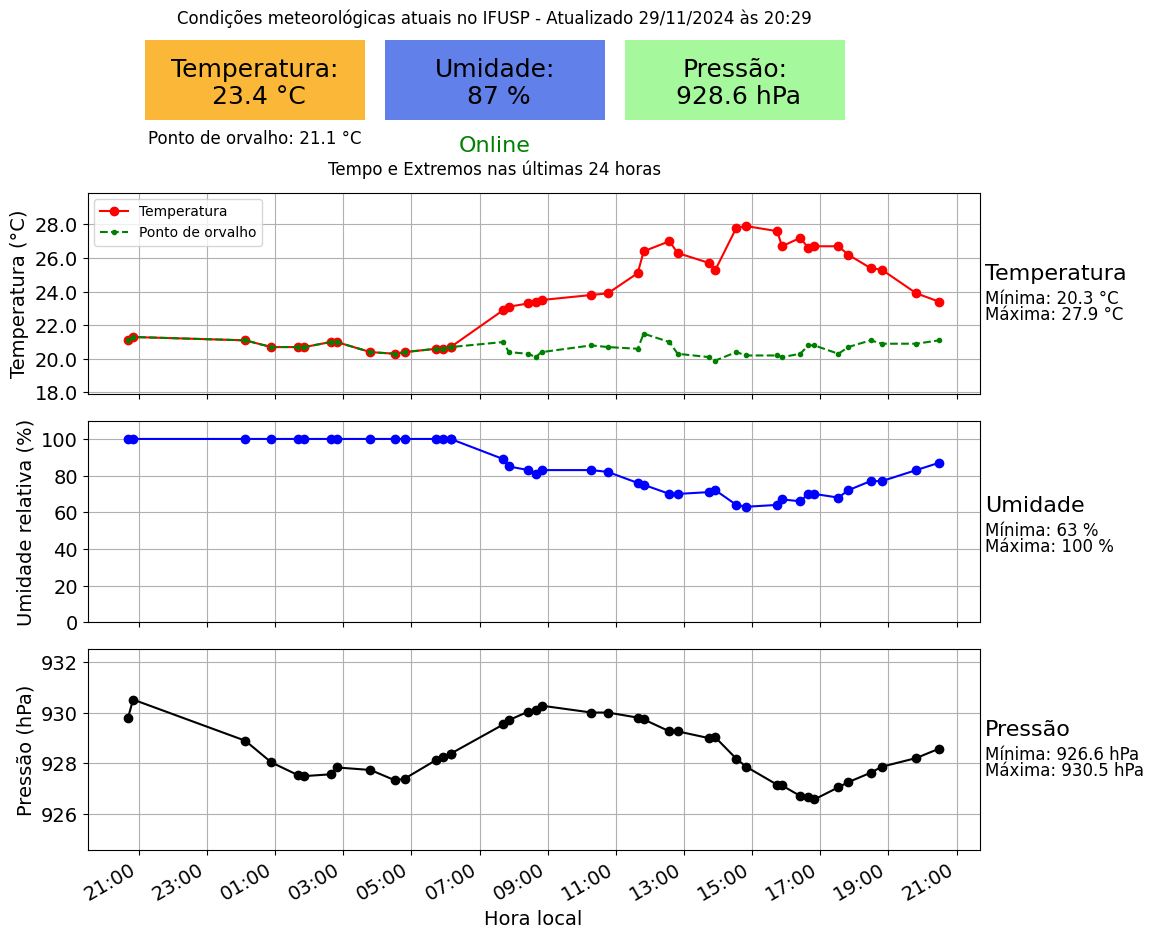 Condições meteorológicas atuais no IFUSP - Atualizado 29/11/2024 às 20:29
Temperatura:
23.4 °C
Umidade:
87 %
Pressão:
928.6 hPa
Ponto de orvalho: 21.1 °C
Online
Tempo e Extremos nas últimas 24 horas
Temperatura (°C)
28.0
26.0
24.0
22.0
20.0
18.0
Temperatura
Ponto de orvalho
Temperatura
Mínima: 20.3 °C
Máxima: 27.9 °C
Umidade relativa (%)
100
80
60
40
20
0
Umidade
Mínima: 63 %
Máxima: 100 %
Pressão (hPa)
932
930
928
926
Pressão
Mínima: 926.6 hPa
Máxima: 930.5 hPa
21:00 23:00 01:00 03:00 05:00 07:00 09:00 11:00 13:00 15:00 17:00 19:00 21:00
Hora local